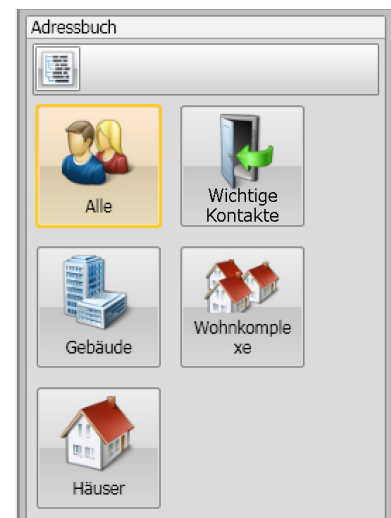 Adressbuch
Alle
Wichtige
Kontakte
Gebäude
Wohnkomple
xe
Häuser